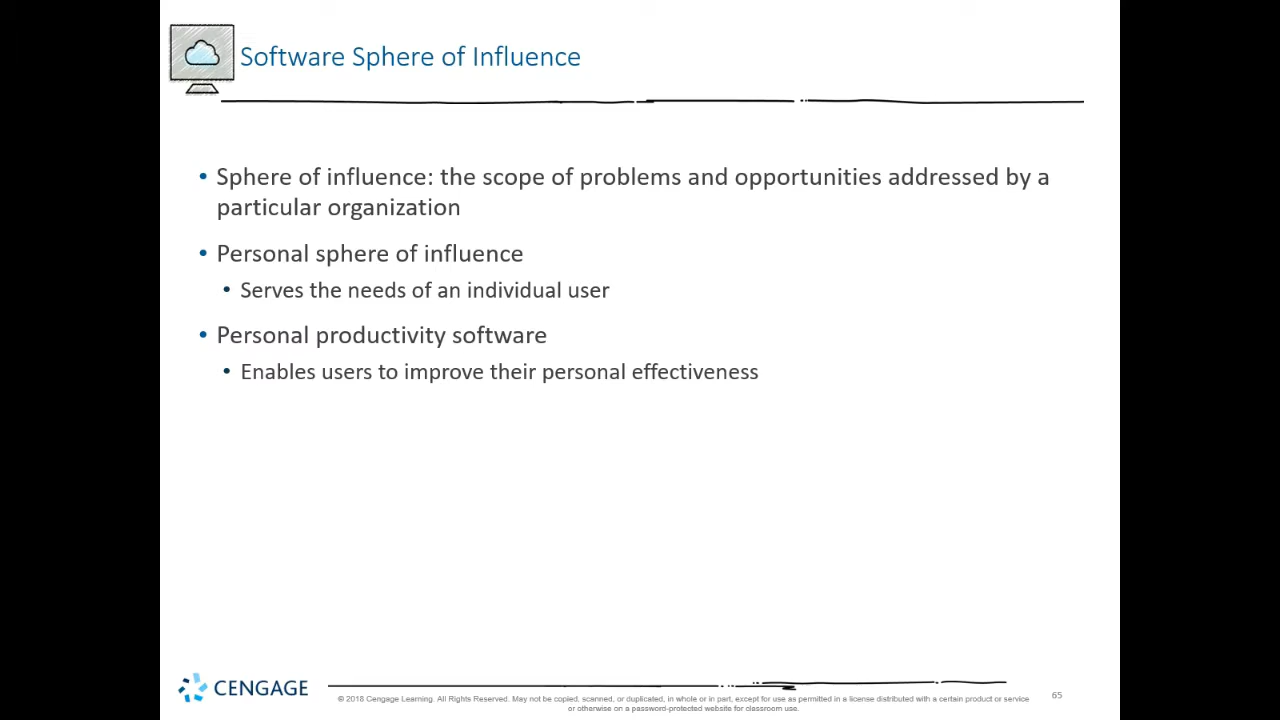 Software Sphere of Influence
• Sphere of influence: the scope of problems and opportunities addressed by a
particular organization
• Personal sphere of influence
• Serves the needs of an individual user
• Personal productivity software
• Enables users to improve their personal effectiveness
CENGAGE
© 2018 Cengage Learning. All Rights Reserved. May not be copied, scanned, or duplicated, in whole or in part, except for use as permitted in a license distributed with a certain product or service
or otherwise on a password-protected website for classroom use.
65